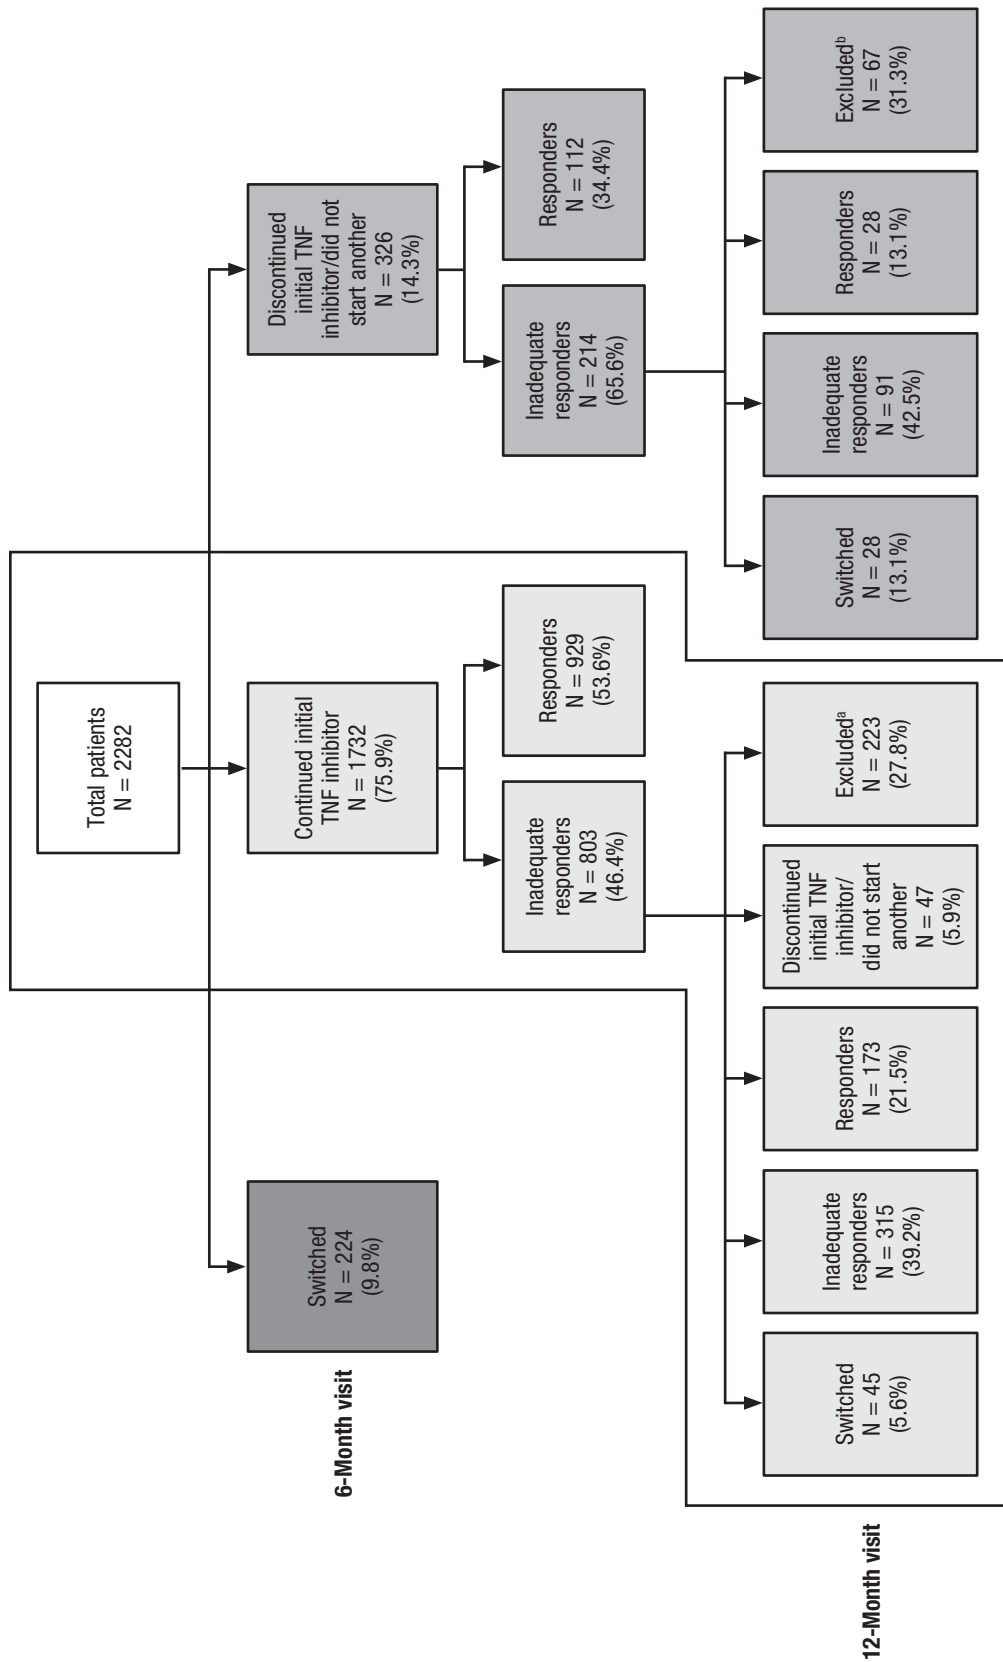 Total patients
N = 2282
Switched
N = 224
(9.8%)
Continued initial
TNF inhibitor
N = 1732
(75.9%)
Discontinued
initial TNF
inhibitor/did not
start another
N = 326
(14.3%)
6-Month visit
Inadequate
responders
N = 803
(46.4%)
Responders
N = 929
(53.6%)
Inadequate
responders
N = 214
(65.6%)
Responders
N = 112
(34.4%)
Switched
N = 45
(5.6%)
Inadequate
responders
N = 315
(39.2%)
Responders
N = 173
(21.5%)
Discontinued
initial TNF
inhibitor/
did not start
another
N = 47
(5.9%)
Excludedᵃ
N = 223
(27.8%)
Switched
N = 28
(13.1%)
Inadequate
responders
N = 91
(42.5%)
Responders
N = 28
(13.1%)
Excludedᵇ
N = 67
(31.3%)
12-Month visit